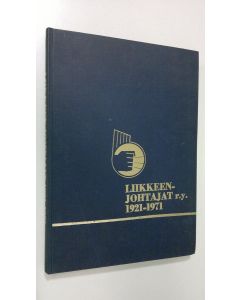 LIIKKEEN-
JOHTAJAT r.y.
1921-1971